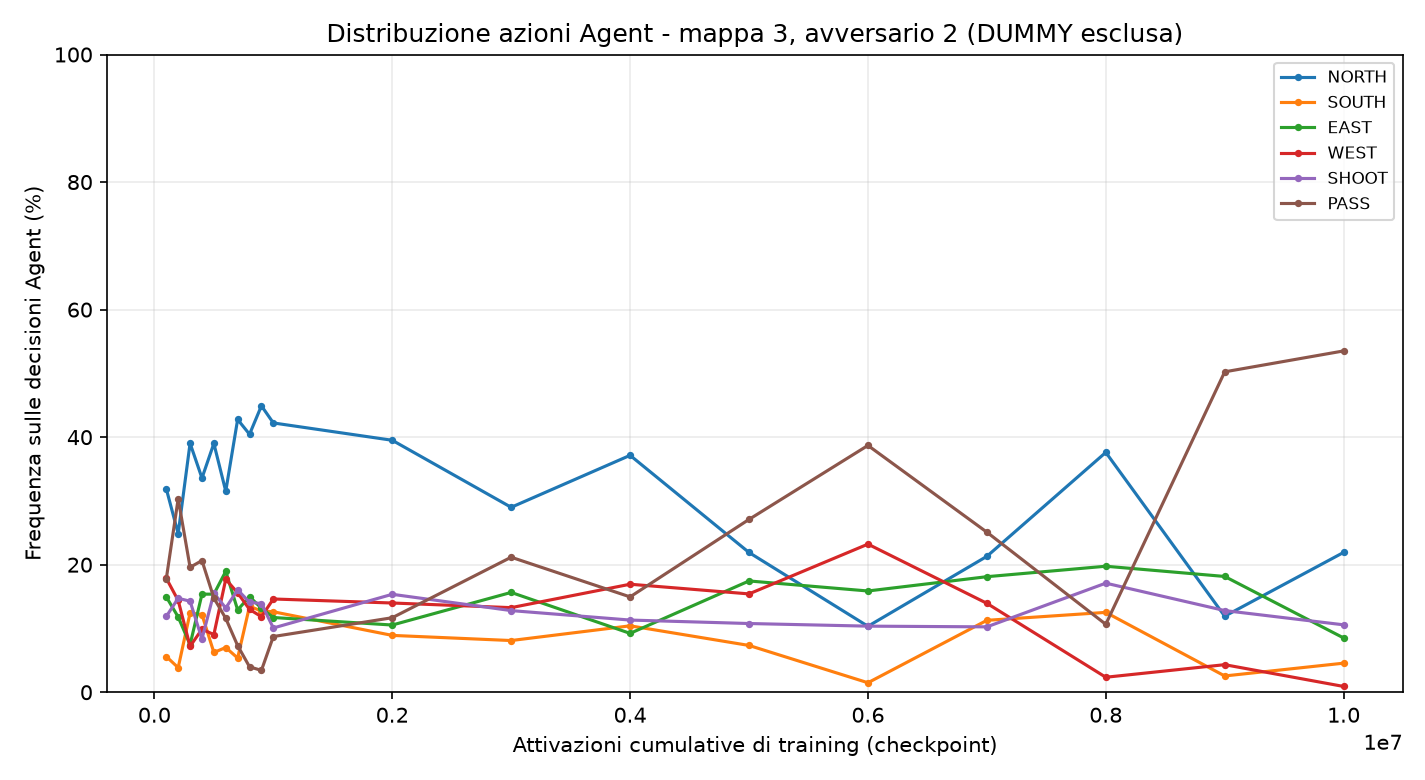 Distribuzione azioni Agent - mappa 3, avversario 2 (DUMMY esclusa)
100
80
60
40
20
0
Frequenza sulle decisioni Agent (%)
NORTH
SOUTH
EAST
WEST
SHOOT
PASS
0.0
0.2
0.4
0.6
0.8
1.0
1e7
Attivazioni cumulative di training (checkpoint)